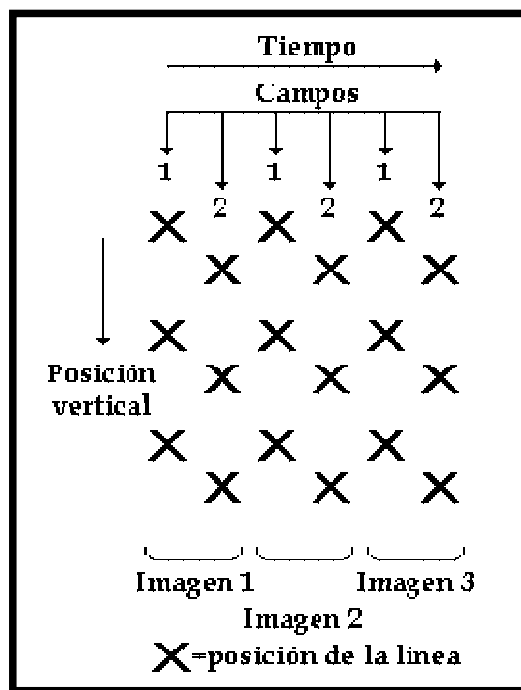 Tiempo
Campos
1 1 1
2 2 2
Posición
vertical
Imagen 1 Imagen 3
Imagen 2
X=posición de la linea